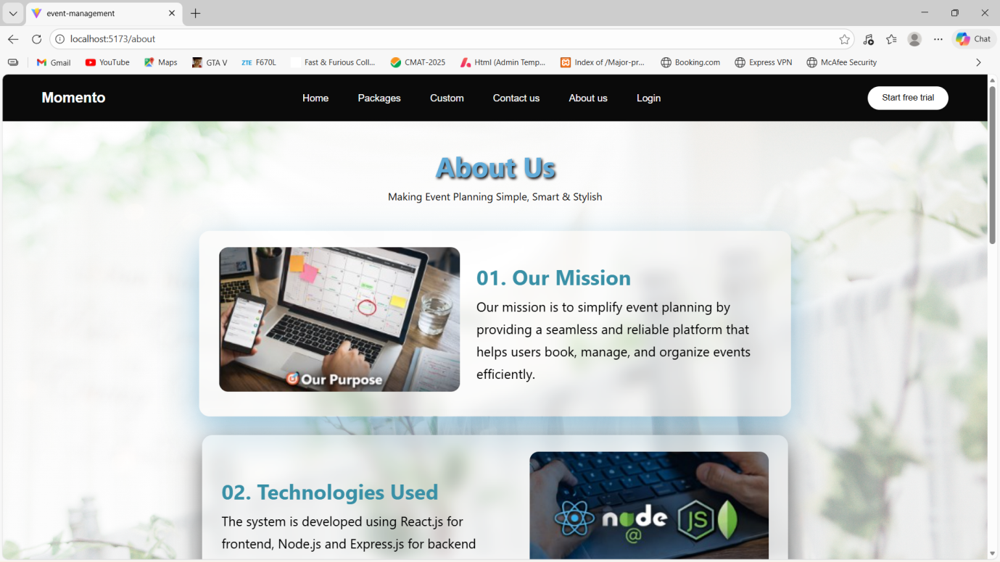 event-management
localhost:5173/about
Chat
Gmail
YouTube
Maps
GTA V
ZTE F670L
Fast & Furious Coll...
CMAT-2025
Html (Admin Temp...
Index of /Major-pr...
Booking.com
Express VPN
McAfee Security
Momento
Home
Packages
Custom
Contact us
About us
Login
Start free trial
About Us
Making Event Planning Simple, Smart & Stylish
Our Purpose
01. Our Mission
Our mission is to simplify event planning by
providing a seamless and reliable platform that
helps users book, manage, and organize events
efficiently.
02. Technologies Used
The system is developed using React.js for
frontend, Node.js and Express.js for backend
node
JS
@